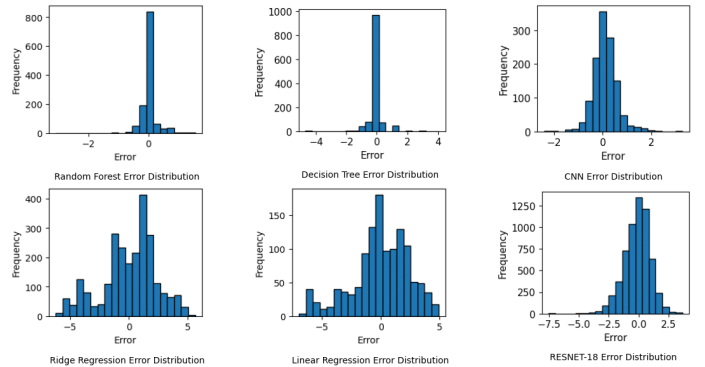 800
600
400
200
0
Frequency
−2
0
Error
Random Forest Error Distribution
1000
800
600
400
200
0
Frequency
−4
−2
0
2
4
Error
Decision Tree Error Distribution
300
200
100
0
Frequency
−2
0
2
Error
CNN Error Distribution
400
300
200
100
0
Frequency
−5
0
5
Error
Ridge Regression Error Distribution
150
100
50
0
Frequency
−5
0
5
Error
Linear Regression Error Distribution
1250
1000
750
500
250
0
Frequency
−7.5
−5.0
−2.5
0.0
2.5
Error
RESNET-18 Error Distribution